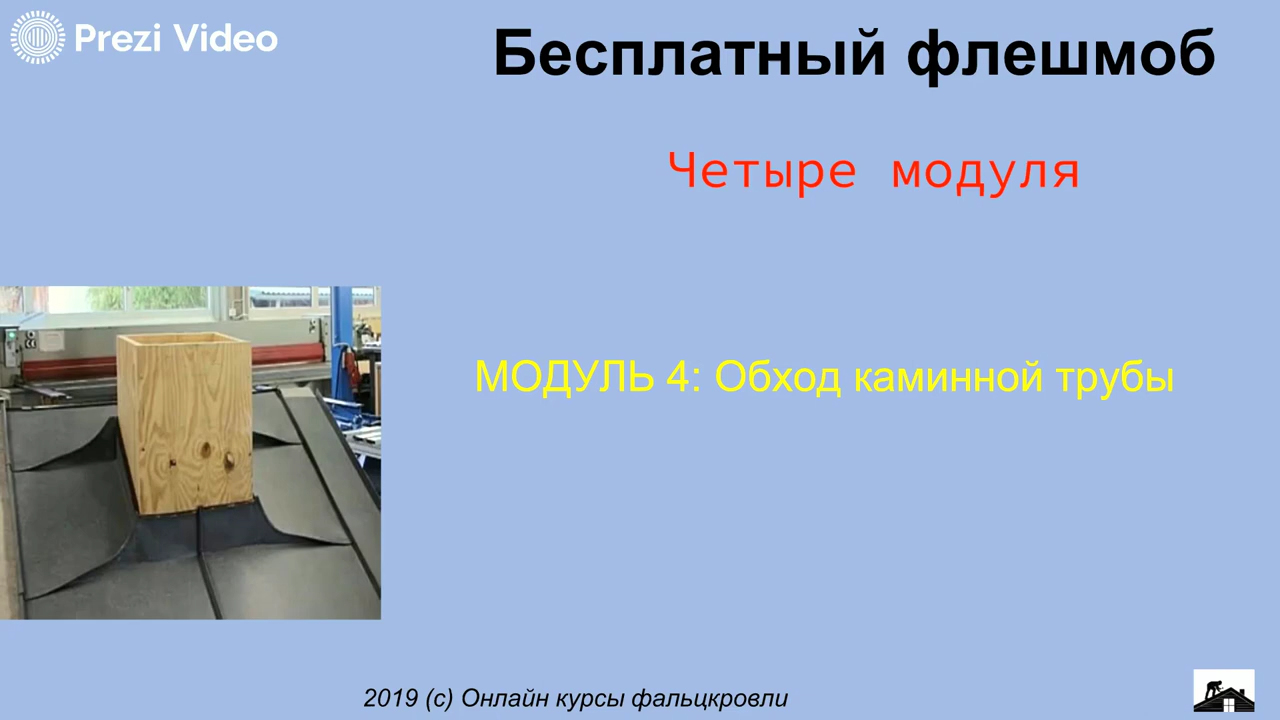 Prezi Video
Бесплатный флешмоб
Четыре модуля
МОДУЛЬ 4: Обход каминной трубы
2019 (с) Онлайн курсы фальцкровли